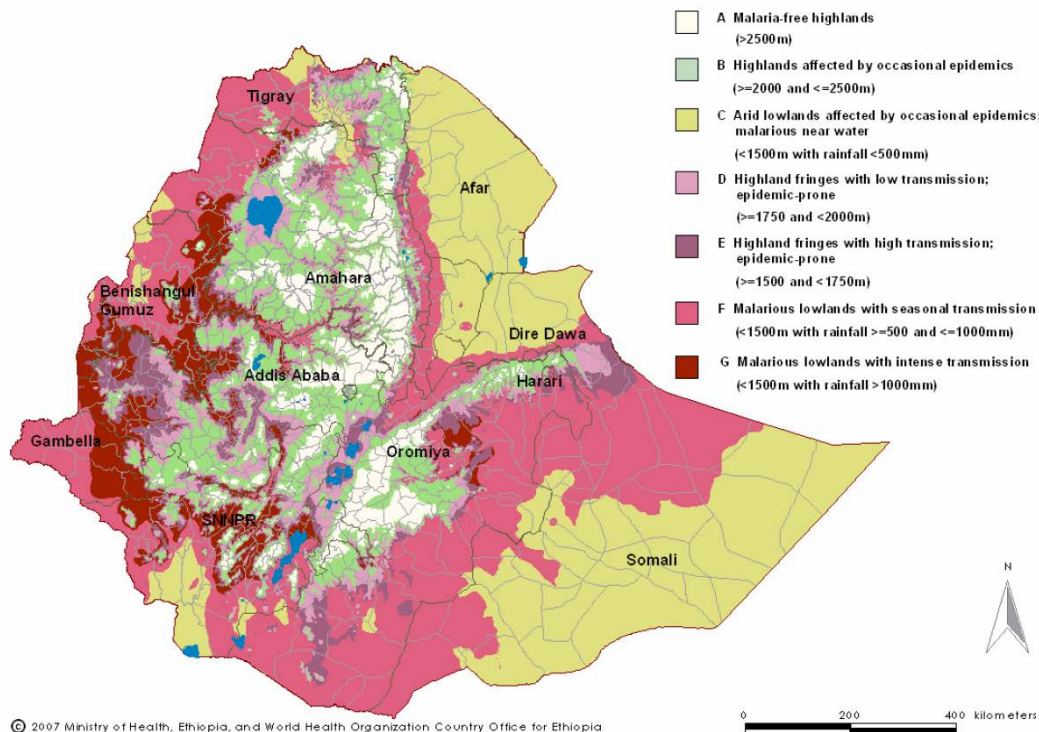 A Malaria-free highlands
(>2500m)
B Highlands affected by occasional epidemics
(>=2000 and <=2500m)
C Arid lowlands affected by occasional epidemics;
malarious near water
(<1500m with rainfall <500mm)
D Highland fringes with low transmission;
epidemic-prone
(>=1750 and <2000m)
E Highland fringes with high transmission;
epidemic-prone
(>=1500 and <1750m)
F Malarious lowlands with seasonal transmission
(<1500m with rainfall >=500 and <=1000mm)
G Malarious lowlands with intense transmission
(<1500m with rainfall >1000mm)
Tigray
Afar
Amahara
Benishangul
Gumuz
Dire Dawa
Addis Ababa
Harari
Gambella
Oromiya
SNNPR
Somali
N
© 2007 Ministry of Health, Ethiopia, and World Health Organization Country Office for Ethiopia
0 200 400 kilometers